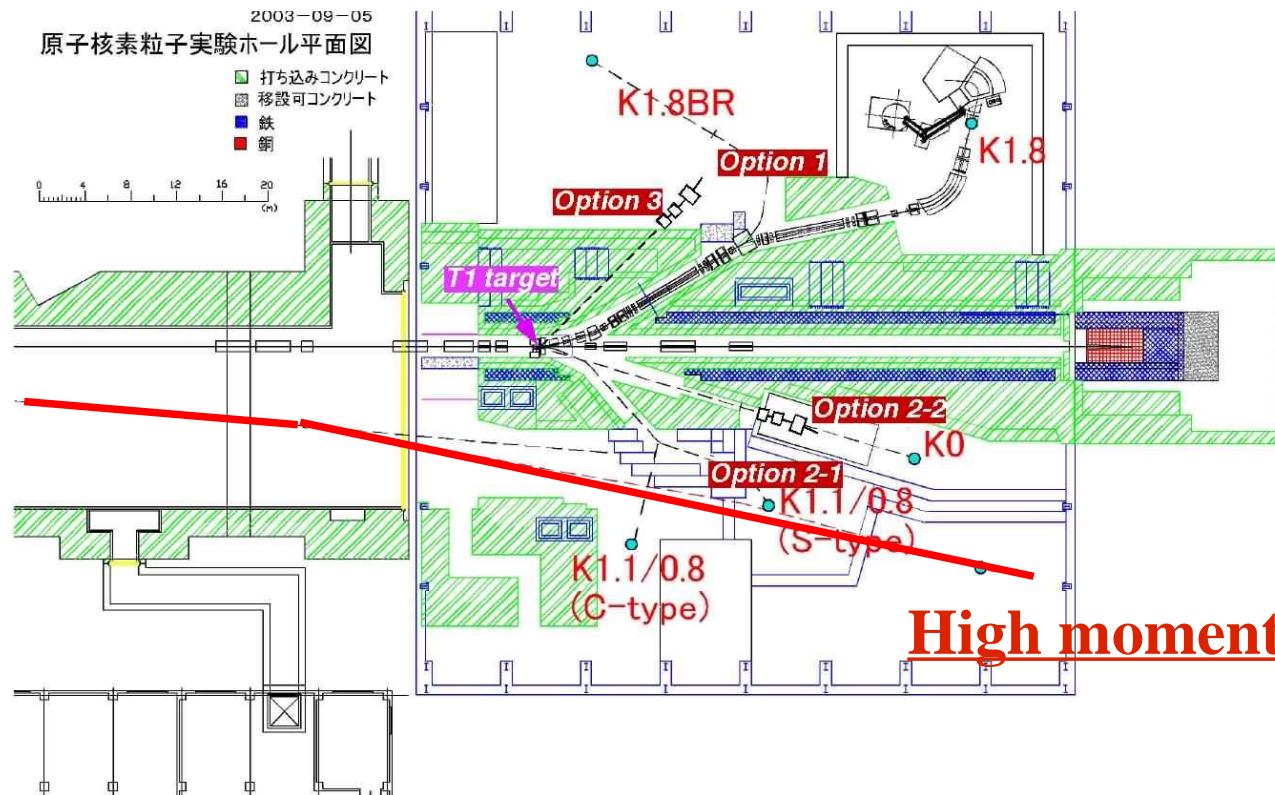 2003-09-05
原子核素粒子実験ホール平面図
打ち込みコンクリート
移設可コンクリート
鉄
銅
0 4 8 12 16 20
(m)
K1.8BR
Option 1
K1.8
Option 3
T1 target
Option 2-2
K0
Option 2-1
K1.1/0.8
(S-type)
K1.1/0.8
(C-type)
High moment